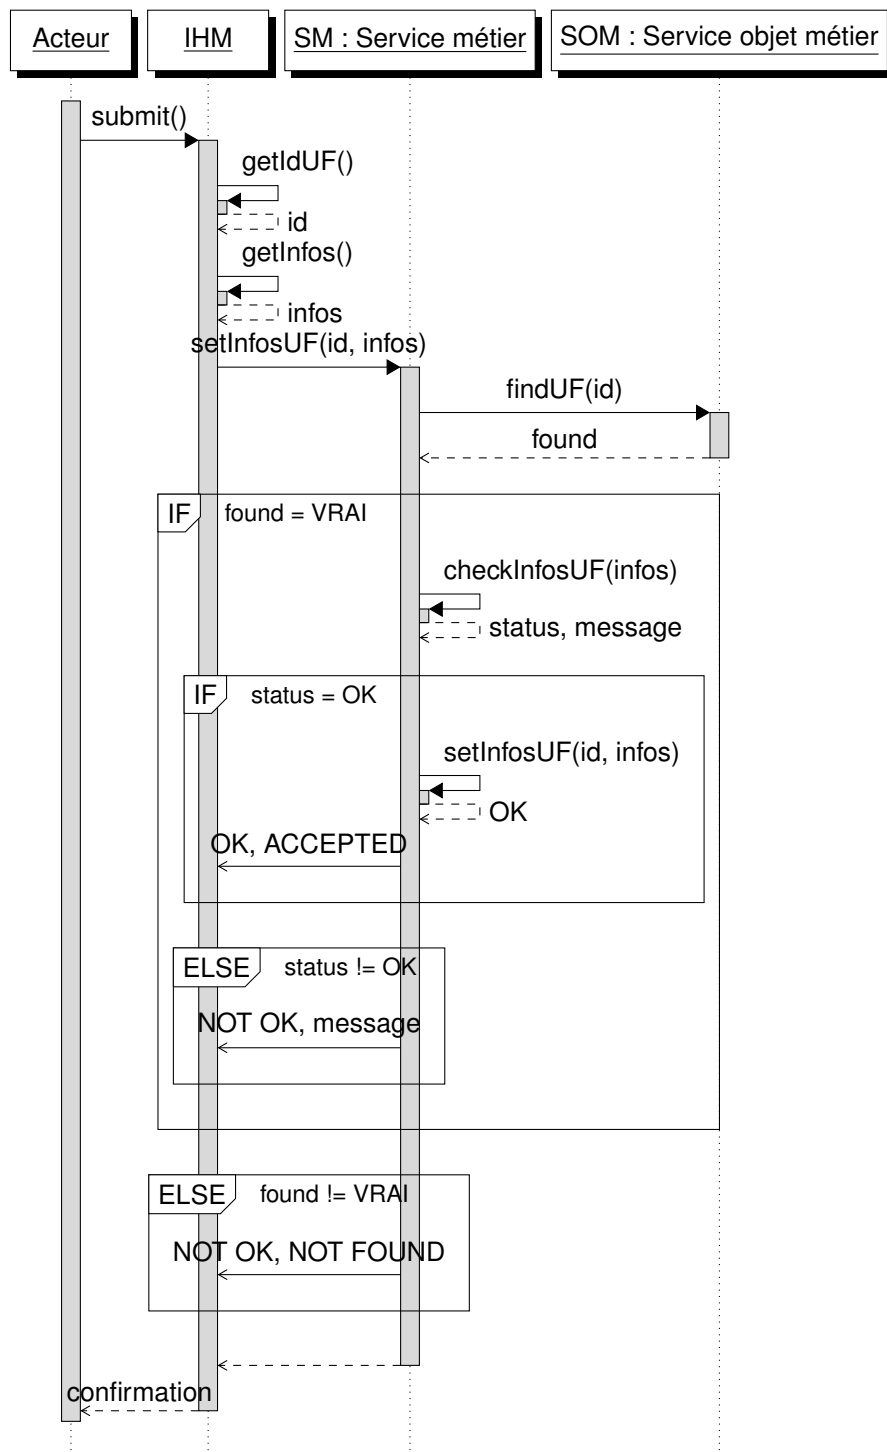 Acteur
IHM
SM : Service métier
SOM : Service objet métier
submit()
getIdUF()
id
getInfos()
infos
setInfosUF(id, infos)
findUF(id)
found
IF
found = VRAI
checkInfosUF(infos)
status, message
IF
status = OK
setInfosUF(id, infos)
OK
OK, ACCEPTED
ELSE
status != OK
NOT OK, message
ELSE
found != VRAI
NOT OK, NOT FOUND
confirmation